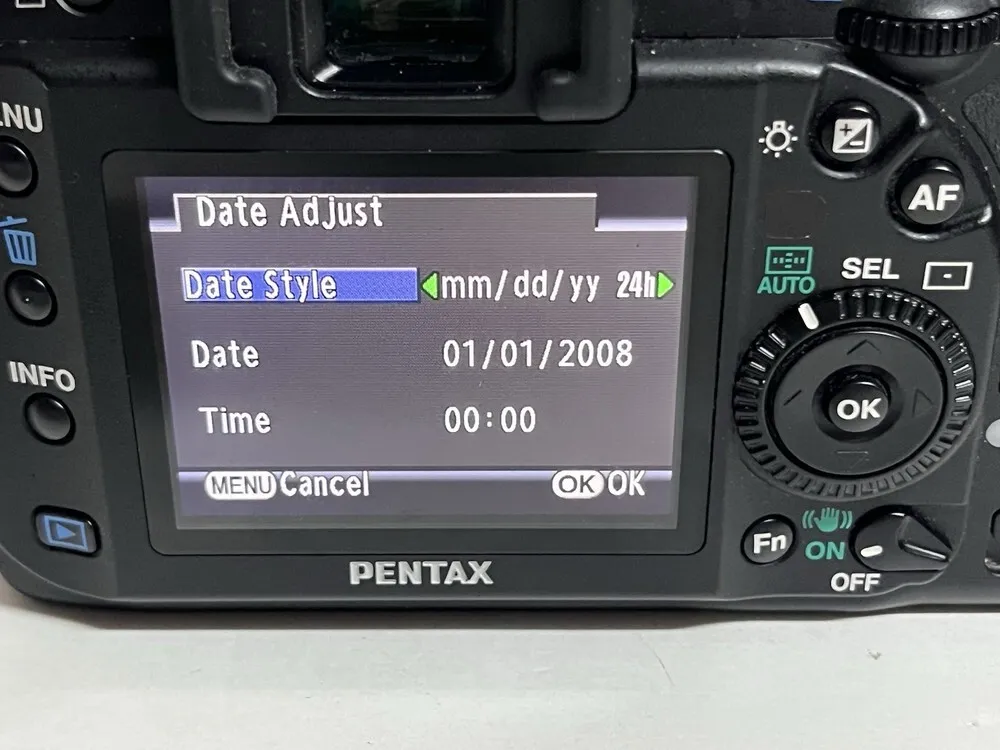 Date Adjust
Date Style mm/dd/yy 24h
Date 01/01/2008
Time 00:00
MENU Cancel OK OK
PENTAX
NU
INFO
AF
AUTO SEL
OK
Fn
ON
OFF